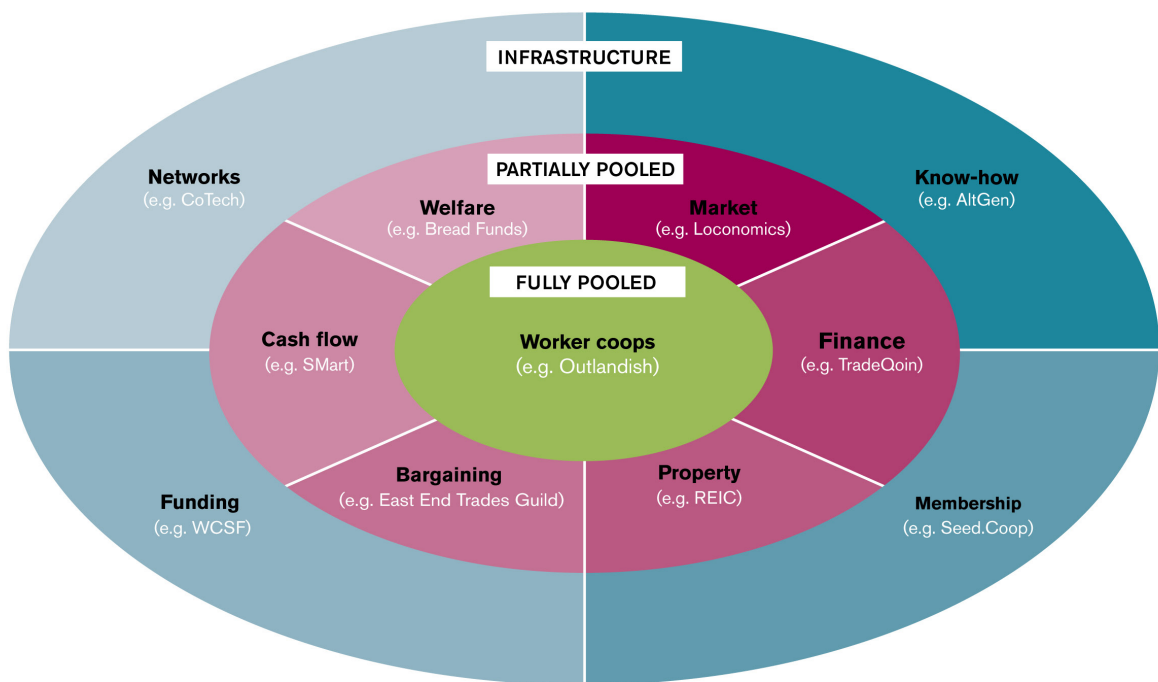 INFRASTRUCTURE
PARTIALLY POOLED
Networks
(e.g. CoTech)
Know-how
(e.g. AltGen)
Welfare
(e.g. Bread Funds)
Market
(e.g. Loconomics)
FULLY POOLED
Cash flow
(e.g. SMart)
Worker coops
(e.g. Outlandish)
Finance
(e.g. TradeQoin)
Bargaining
(e.g. East End Trades Guild)
Property
(e.g. REIC)
Funding
(e.g. WCSF)
Membership
(e.g. Seed.Coop)